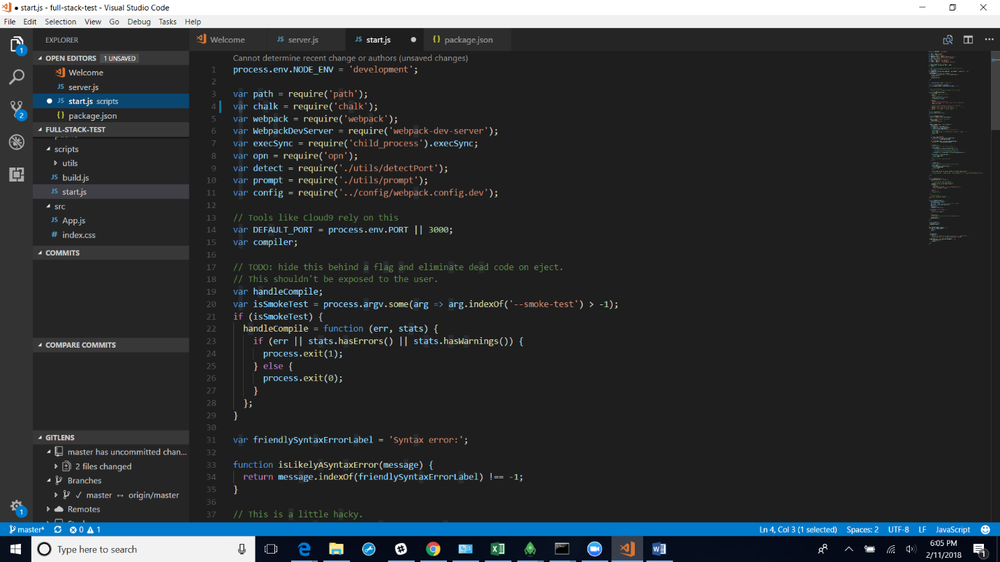 ● start.js - full-stack-test - Visual Studio Code
File Edit Selection View Go Debug Tasks Help
EXPLORER
OPEN EDITORS 1 UNSAVED
Welcome
JS server.js
● JS start.js scripts
{} package.json
FULL-STACK-TEST
scripts
utils
JS build.js
JS start.js
src
JS App.js
# index.css
COMMITS
COMPARE COMMITS
GITLENS
master has uncommitted chan...
2 files changed
Branches
✓ master ↔ origin/master
Remotes
1
2
1
Welcome JS server.js JS start.js ● {} package.json
Cannot determine recent change or authors (unsaved changes)
1 process.env.NODE_ENV = 'development';
2
3 var path = require('path');
4 var chalk = require('chalk');
5 var webpack = require('webpack');
6 var WebpackDevServer = require('webpack-dev-server');
7 var execSync = require('child_process').execSync;
8 var opn = require('opn');
9 var detect = require('./utils/detectPort');
10 var prompt = require('./utils/prompt');
11 var config = require('../config/webpack.config.dev');
12
13 // Tools like Cloud9 rely on this
14 var DEFAULT_PORT = process.env.PORT || 3000;
15 var compiler;
16
17 // TODO: hide this behind a flag and eliminate dead code on eject.
18 // This shouldn't be exposed to the user.
19 var handleCompile;
20 var isSmokeTest = process.argv.some(arg => arg.indexOf('--smoke-test') > -1);
21 if (isSmokeTest) {
22 handleCompile = function (err, stats) {
23 if (err || stats.hasErrors() || stats.hasWarnings()) {
24 process.exit(1);
25 } else {
26 process.exit(0);
27 }
28 };
29 }
30
31 var friendlySyntaxErrorLabel = 'Syntax error:';
32
33 function isLikelyASyntaxError(message) {
34 return message.indexOf(friendlySyntaxErrorLabel) !== -1;
35 }
36
37 // This is a little hacky.
master* 0 1 Ln 4, Col 3 (1 selected) Spaces: 2 UTF-8 LF JavaScript
Type here to search
6:05 PM
2/11/2018
1